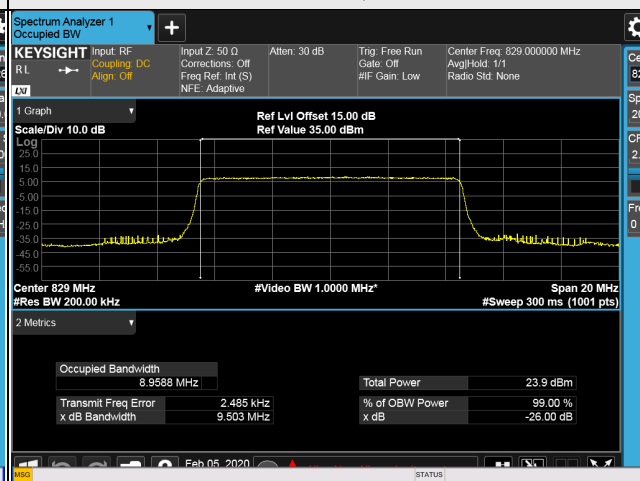 Spectrum Analyzer 1
Occupied BW
KEYSIGHT
R L
LXI
Input: RF
Coupling: DC
Align: Off
Input Z: 50 Ω
Corrections: Off
Freq Ref: Int (S)
NFE: Adaptive
Atten: 30 dB
Trig: Free Run
Gate: Off
#IF Gain: Low
Center Freq: 829.000000 MHz
Avg|Hold: 1/1
Radio Std: None
1 Graph
Scale/Div 10.0 dB
Ref Lvl Offset 15.00 dB
Ref Value 35.00 dBm
Log
25.0
15.0
5.00
-5.00
-15.0
-25.0
-35.0
-45.0
-55.0
Center 829 MHz
#Video BW 1.0000 MHz*
Span 20 MHz
#Res BW 200.00 kHz
#Sweep 300 ms (1001 pts)
2 Metrics
Occupied Bandwidth
8.9588 MHz
Total Power 23.9 dBm
Transmit Freq Error 2.485 kHz
% of OBW Power 99.00 %
x dB Bandwidth 9.503 MHz
x dB -26.00 dB
Feb 05, 2020
MSG
STATUS